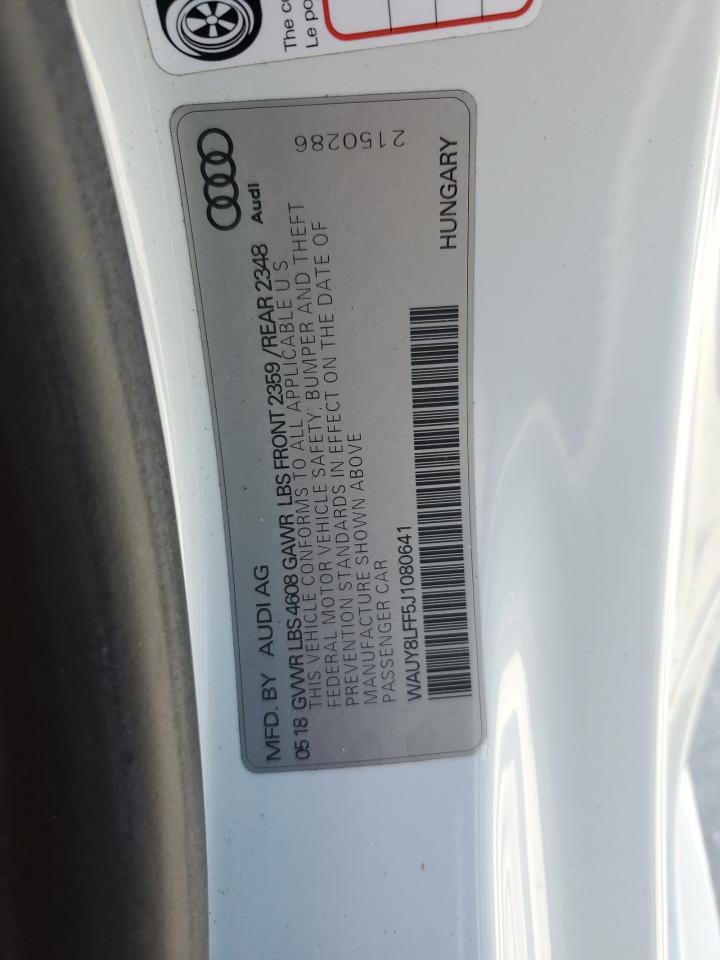 The co
Le po
Audi
2150286
MFD. BY AUDI AG
0518 GVWR LBS 4608 GAWR LBS FRONT 2359 / REAR 2348
THIS VEHICLE CONFORMS TO ALL APPLICABLE U.S.
FEDERAL MOTOR VEHICLE SAFETY, BUMPER AND THEFT
PREVENTION STANDARDS IN EFFECT ON THE DATE OF
MANUFACTURE SHOWN ABOVE
PASSENGER CAR
WAUY8LFF5J1080641
HUNGARY